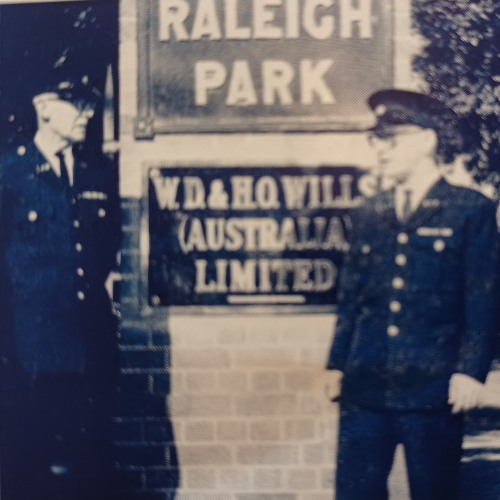 RALEIGH
PARK
W.D.&H.O.WILLS
(AUSTRALIA)
LIMITED